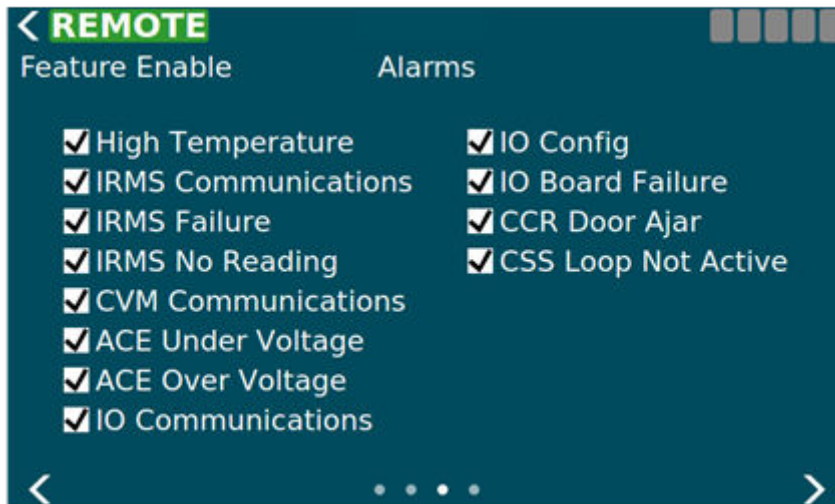 REMOTE
Feature Enable Alarms
High Temperature
IRMS Communications
IRMS Failure
IRMS No Reading
CVM Communications
ACE Under Voltage
ACE Over Voltage
IO Communications
IO Config
IO Board Failure
CCR Door Ajar
CSS Loop Not Active